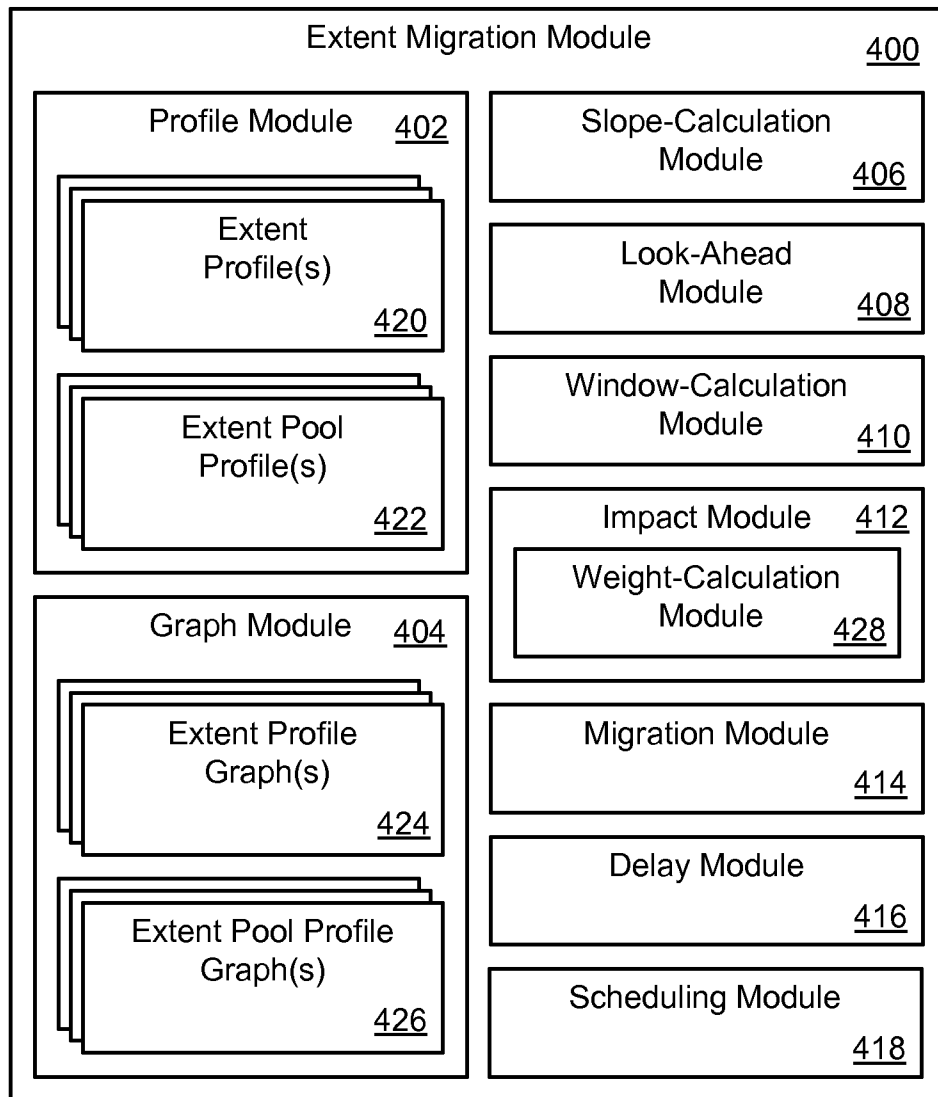 Extent Migration Module
400
Profile Module
402
Extent
Profile(s)
420
Extent Pool
Profile(s)
422
Graph Module
404
Extent Profile
Graph(s)
424
Extent Pool Profile
Graph(s)
426
Slope-Calculation
Module
406
Look-Ahead
Module
408
Window-Calculation
Module
410
Impact Module
412
Weight-Calculation
Module
428
Migration Module
414
Delay Module
416
Scheduling Module
418